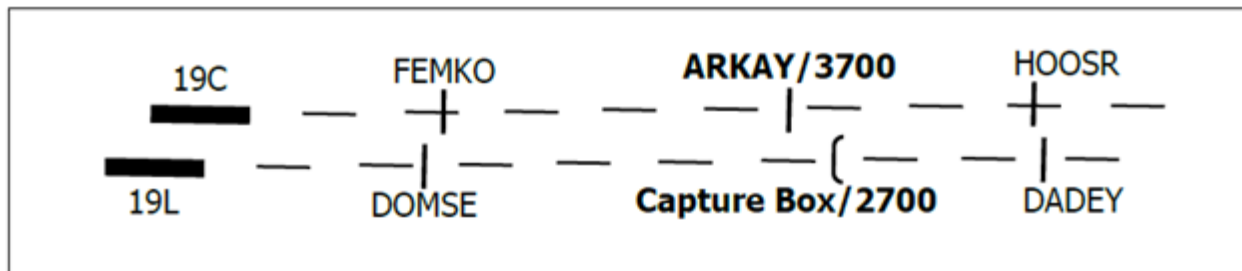 19C
FEMKO
ARKAY/3700
HOOSR
19L
DOMSE
Capture Box/2700
DADEY